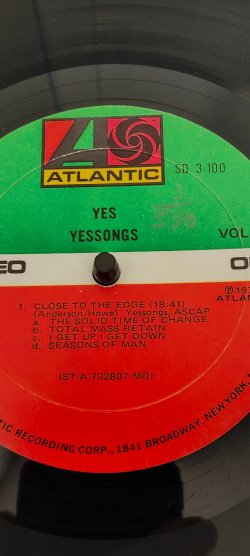 ATLANTIC
SD 3-100
YES
YESSONGS
VOL
EO
1. CLOSE TO THE EDGE (18:41)
(Anderson/Howe) Yessongs, ASCAP
a. THE SOLID TIME OF CHANGE
b. TOTAL MASS RETAIN
c. I GET UP I GET DOWN
d. SEASONS OF MAN
℗197
ATLAN
(ST A 732807-MO)
TIC RECORDING CORP., 1841 BROADWAY, NEW YORK, N